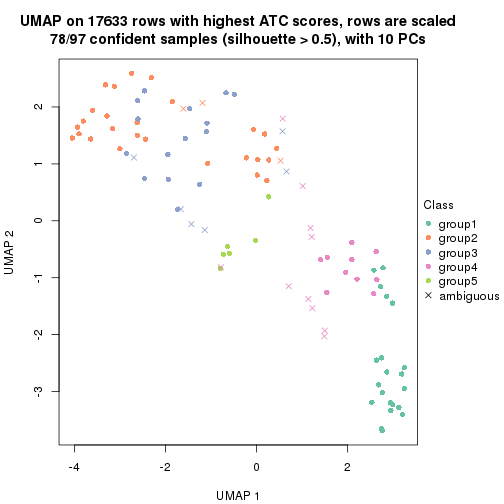 UMAP on 17633 rows with highest ATC scores, rows are scaled
78/97 confident samples (silhouette > 0.5), with 10 PCs
2
1
0
-1
-2
-3
UMAP 2
-4
-2
0
2
UMAP 1
Class
group1
group2
group3
group4
group5
ambiguous